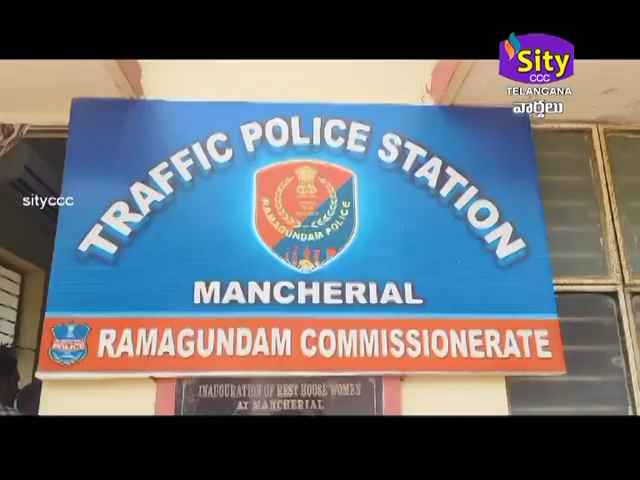 Sity
CCC
TELANGANA
వార్తలు
sityccc
TRAFFIC POLICE STATION
RAMAGUNDAM POLICE
MANCHERIAL
POLICE
RAMAGUNDAM COMMISSIONERATE
INAUGURATION OF REST HOUSE WOMEN
AT MANCHERIAL